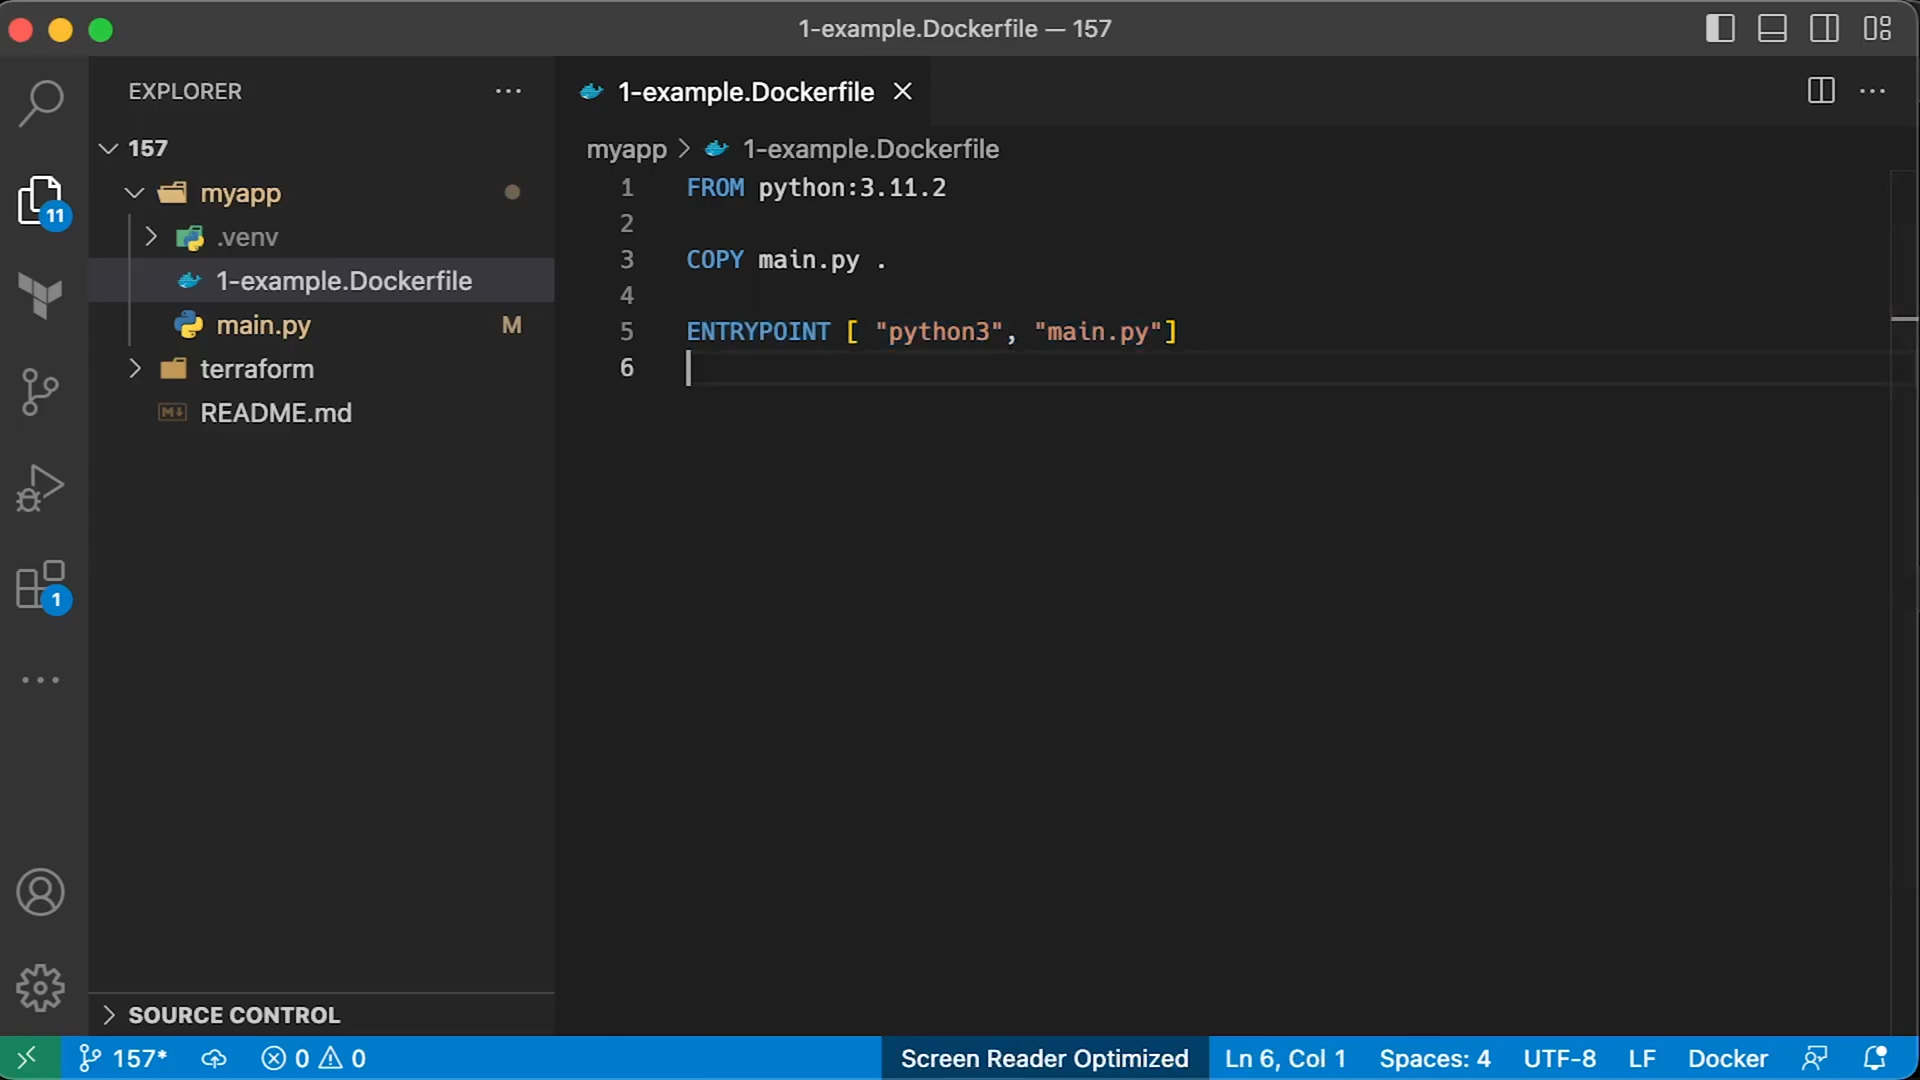 1-example.Dockerfile — 157
EXPLORER
157
myapp
.venv
1-example.Dockerfile
main.py M
terraform
README.md
SOURCE CONTROL
11
1
1-example.Dockerfile
myapp > 1-example.Dockerfile
1 FROM python:3.11.2
2
3 COPY main.py .
4
5 ENTRYPOINT [ "python3", "main.py"]
6
157* 0 0 Screen Reader Optimized Ln 6, Col 1 Spaces: 4 UTF-8 LF Docker